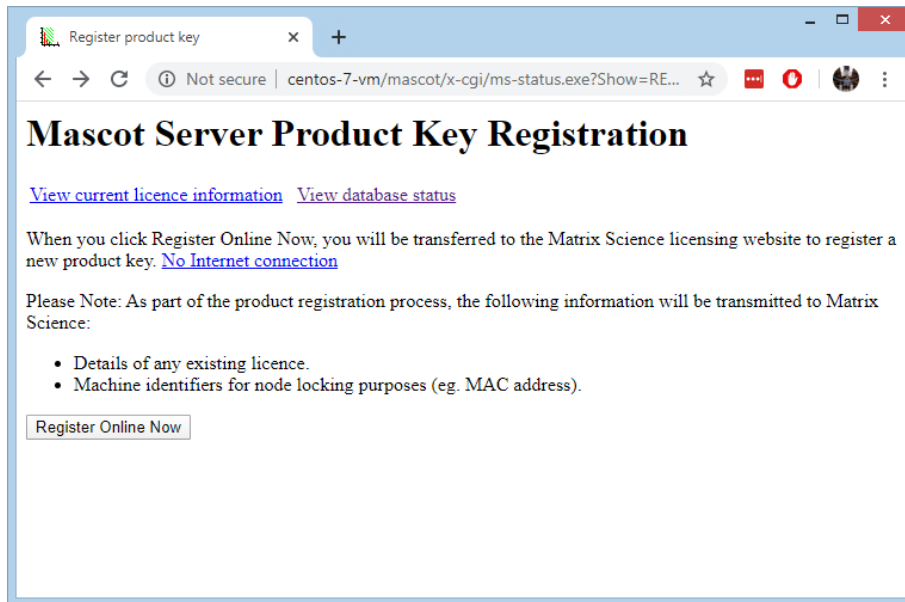 Register product key
Not secure | centos-7-vm/mascot/x-cgi/ms-status.exe?Show=RE...
Mascot Server Product Key Registration
View current licence information View database status
When you click Register Online Now, you will be transferred to the Matrix Science licensing website to register a
new product key. No Internet connection
Please Note: As part of the product registration process, the following information will be transmitted to Matrix
Science:
• Details of any existing licence.
• Machine identifiers for node locking purposes (eg. MAC address).
Register Online Now